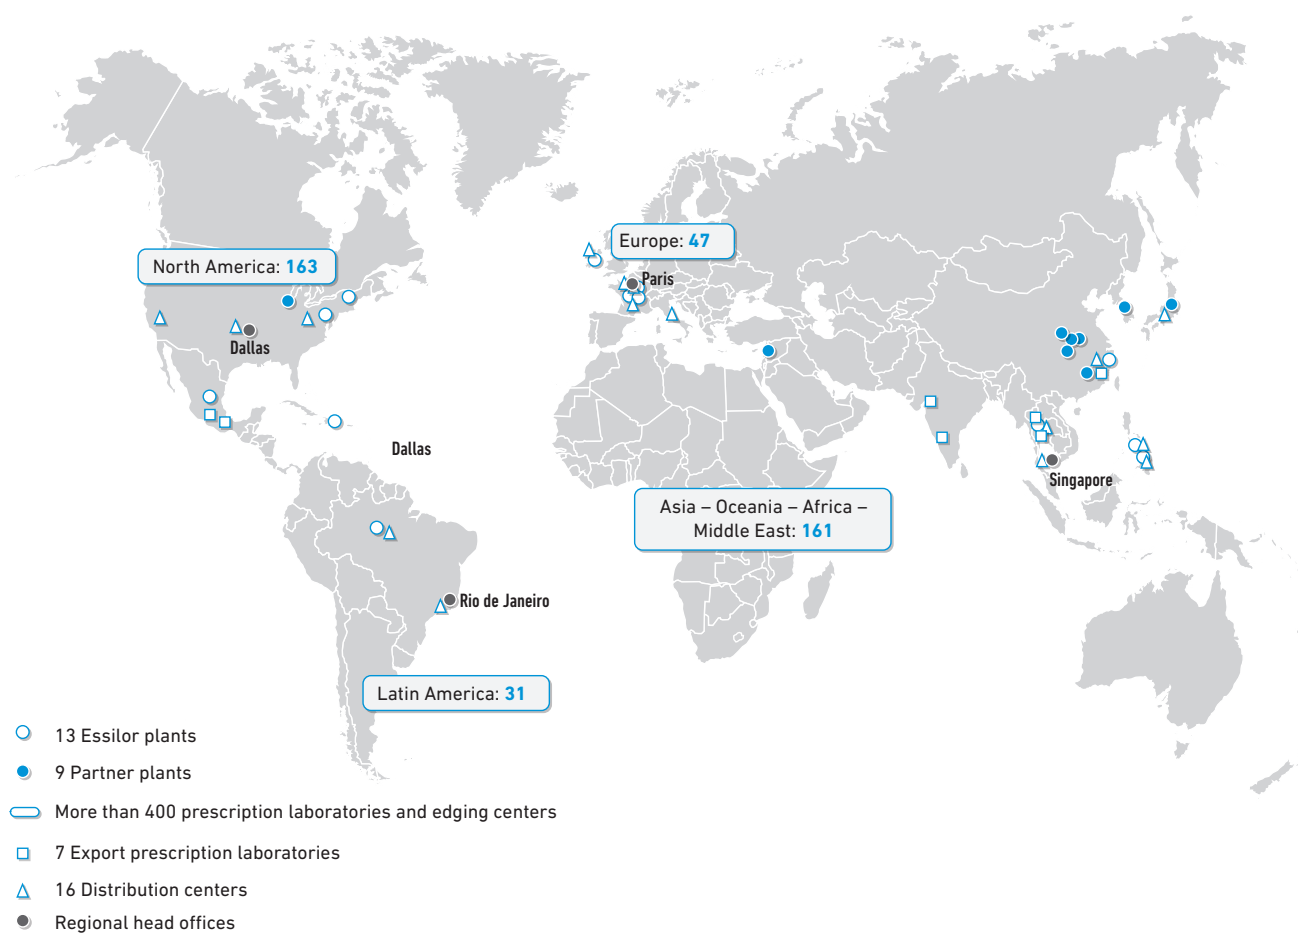 Europe: 47
North America: 163
Paris
Dallas
Dallas
Singapore
Asia – Oceania – Africa –
Middle East: 161
Rio de Janeiro
Latin America: 31
13 Essilor plants
9 Partner plants
More than 400 prescription laboratories and edging centers
7 Export prescription laboratories
16 Distribution centers
Regional head offices